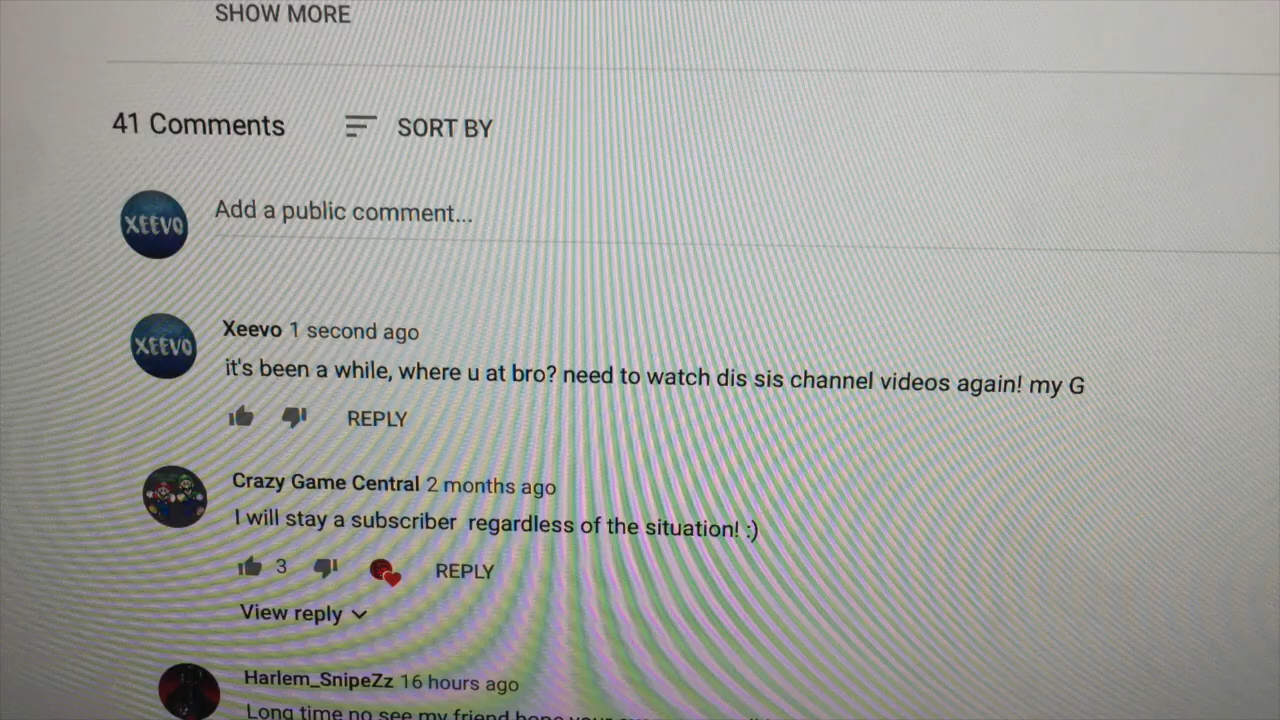 SHOW MORE
41 Comments
SORT BY
XEEVO
Add a public comment...
XEEVO
Xeevo 1 second ago
it's been a while, where u at bro? need to watch dis sis channel videos again! my G
REPLY
Crazy Game Central 2 months ago
I will stay a subscriber regardless of the situation! :)
3
REPLY
View reply
Harlem_SnipeZz 16 hours ago
Long time no see my friend hope your